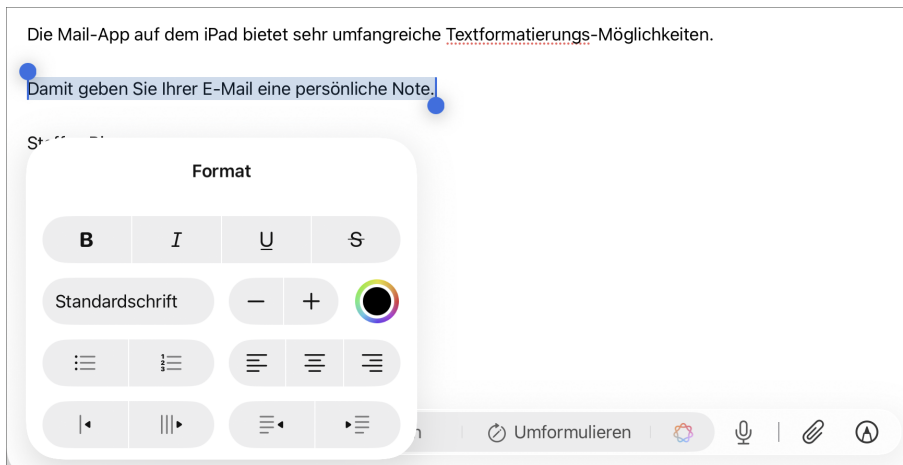 Die Mail-App auf dem iPad bietet sehr umfangreiche Textformatierungs-Möglichkeiten.
Damit geben Sie Ihrer E-Mail eine persönliche Note.
Format
B I U S
Standardschrift
Umformulieren